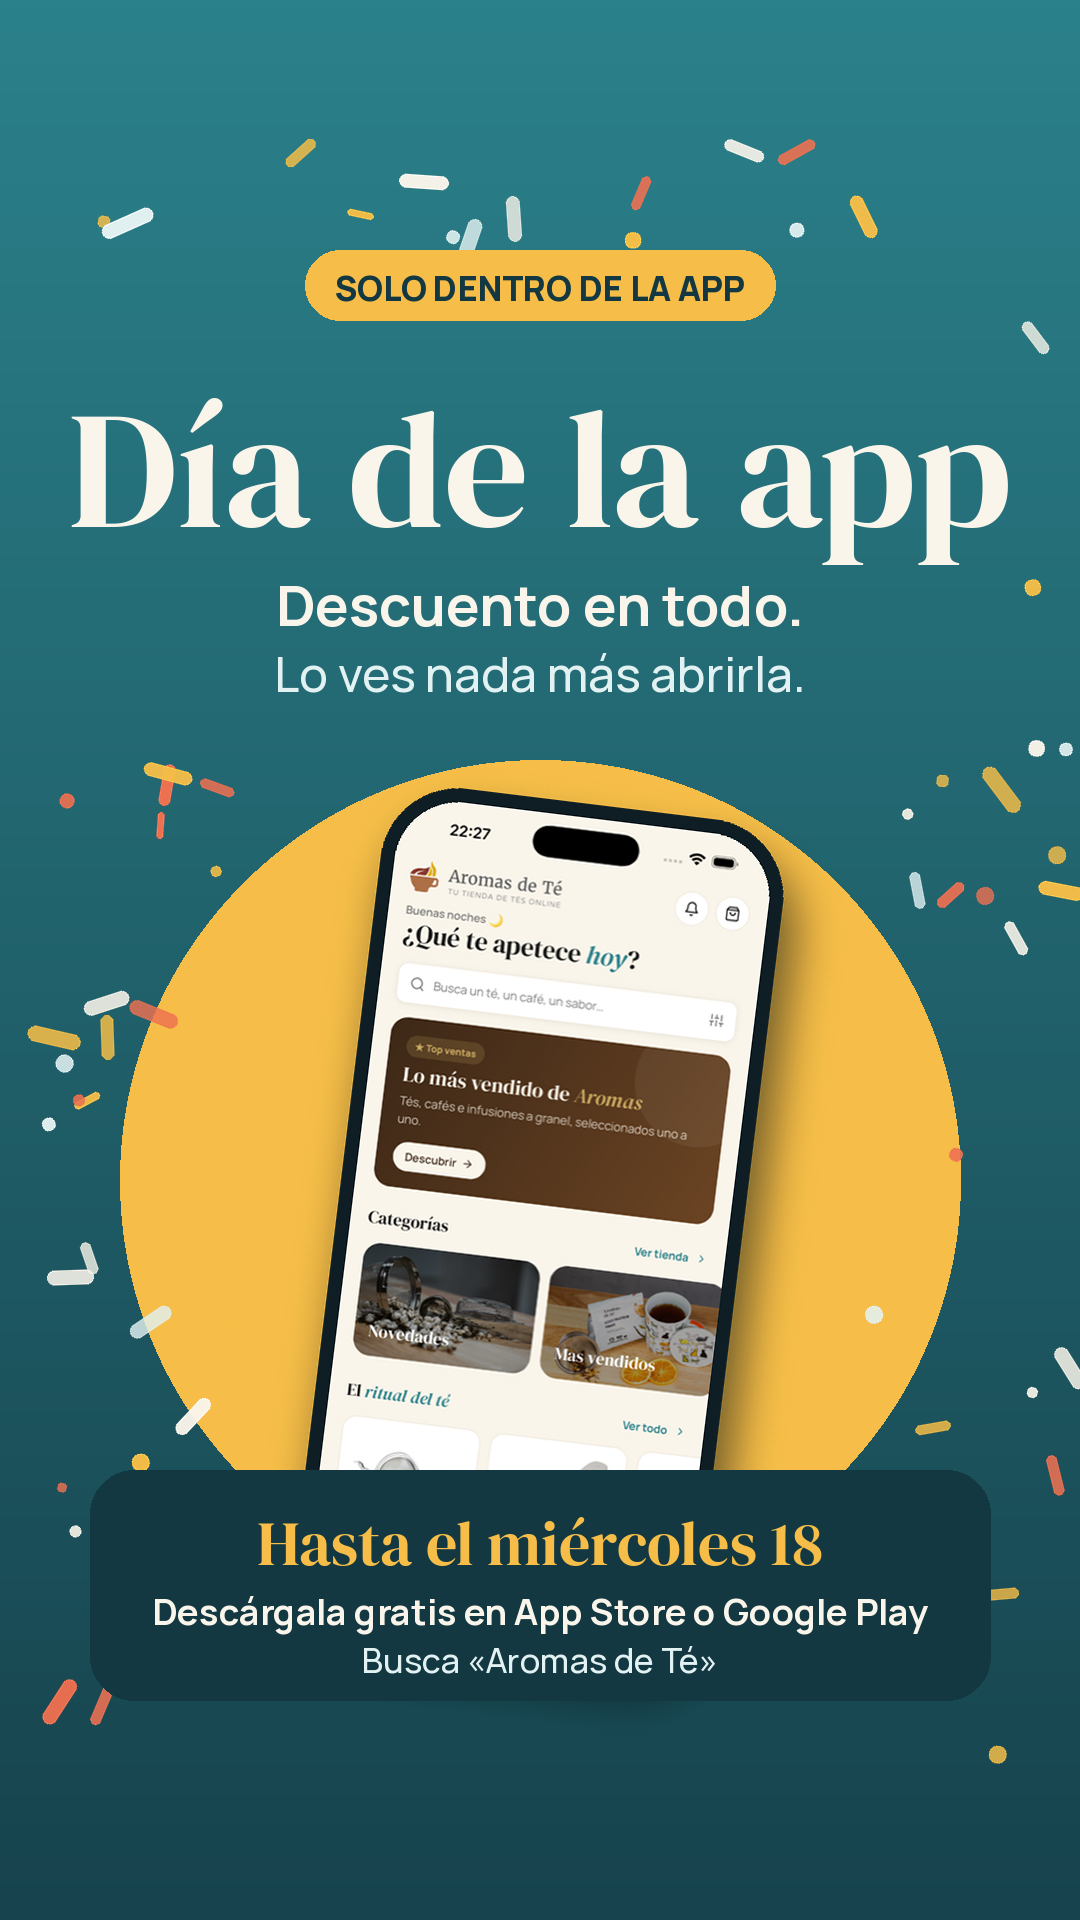 SOLO DENTRO DE LA APP
Día de la app
Descuento en todo.
Lo ves nada más abrirla.
22:27
Aromas de Té
TU TIENDA DE TÉS ONLINE
Buenas noches 🌙
¿Qué te apetece hoy?
Busca un té, un café, un sabor...
★ Top ventas
Lo más vendido de Aromas
Tés, cafés e infusiones a granel, seleccionados uno a
uno.
Descubrir →
Categorías
Ver tienda >
Novedades
Mas vendidos
El ritual del té
Ver todo >
Hasta el miércoles 18
Descárgala gratis en App Store o Google Play
Busca «Aromas de Té»